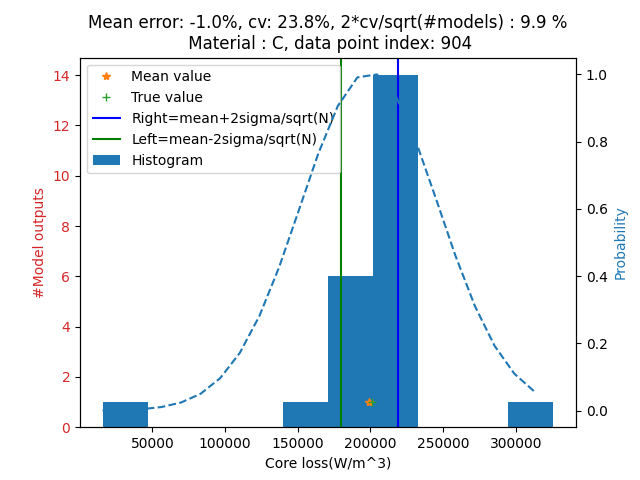 Mean error: -1.0%, cv: 23.8%, 2*cv/sqrt(#models) : 9.9 %
Material : C, data point index: 904
Mean value
True value
Right=mean+2sigma/sqrt(N)
Left=mean-2sigma/sqrt(N)
Histogram
#Model outputs
14
12
10
8
6
4
2
0
1.0
0.8
0.6
0.4
0.2
0.0
Probability
50000 100000 150000 200000 250000 300000
Core loss(W/m^3)